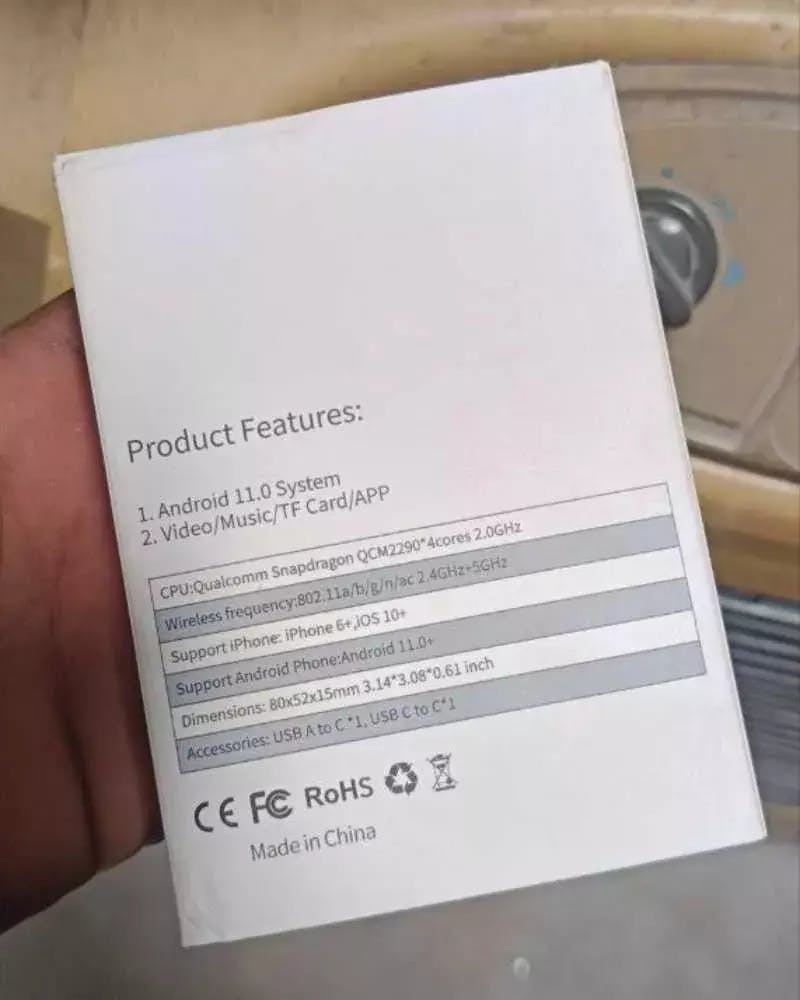 Product Features:
1. Android 11.0 System
2. Video/Music/TF Card/APP
CPU:Qualcomm Snapdragon QCM2290*4cores 2.0GHz
Wireless frequency:802.11a/b/g/n/ac 2.4GHz+5GHz
Support iPhone: iPhone 6+,iOS 10+
Support Android Phone:Android 11.0+
Dimensions: 80x52x15mm 3.14*3.08*0.61 inch
Accessories: USB A to C *1, USB C to C*1
CE FC RoHS
Made in China